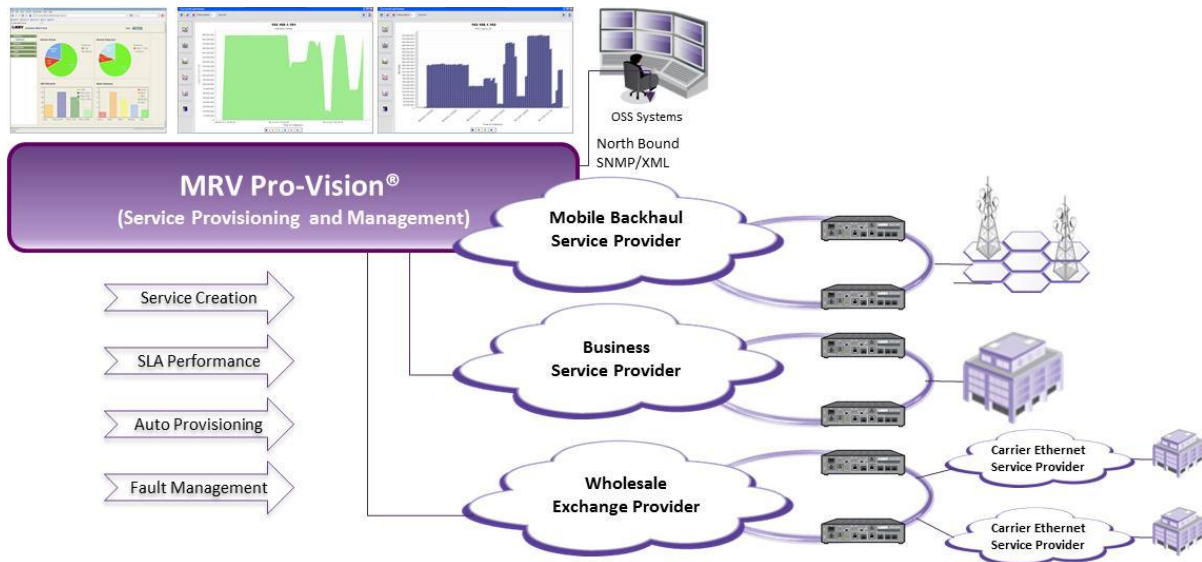 OSS Systems
North Bound
SNMP/XML
MRV Pro-Vision®
(Service Provisioning and Management)
Mobile Backhaul
Service Provider
Service Creation
SLA Performance
Auto Provisioning
Fault Management
Business
Service Provider
Wholesale
Exchange Provider
Carrier Ethernet
Service Provider
Carrier Ethernet
Service Provider